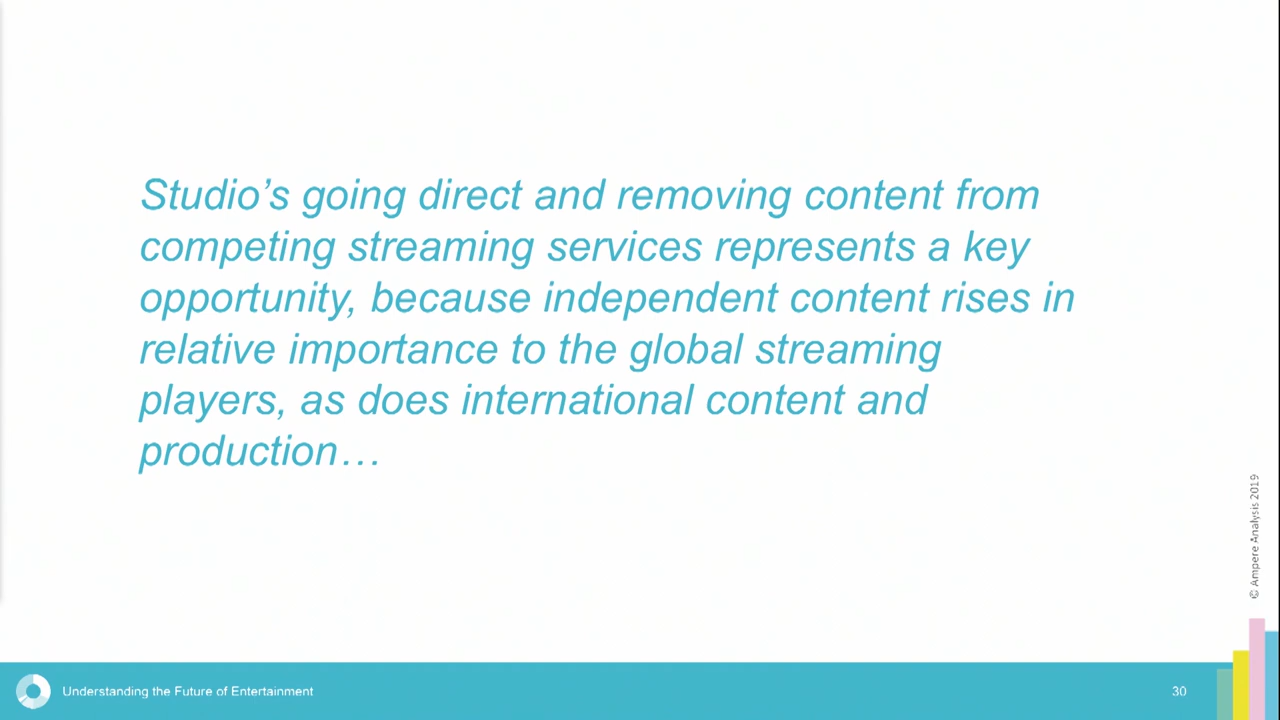 Studio’s going direct and removing content from
competing streaming services represents a key
opportunity, because independent content rises in
relative importance to the global streaming
players, as does international content and
production…
© Ampere Analysis 2019
Understanding the Future of Entertainment
30